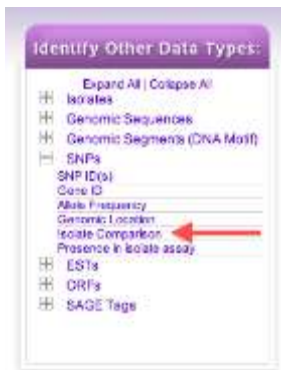 Identify Other Data Types:
Expand All | Collapse All
Isolates
Genomic Sequences
Genomic Segments (DNA Motif)
SNPs
SNP ID(s)
Gene ID
Allele Frequency
Genomic Location
Isolate Comparison
Presence in isolate assay
ESTs
ORFs
SAGE Tags